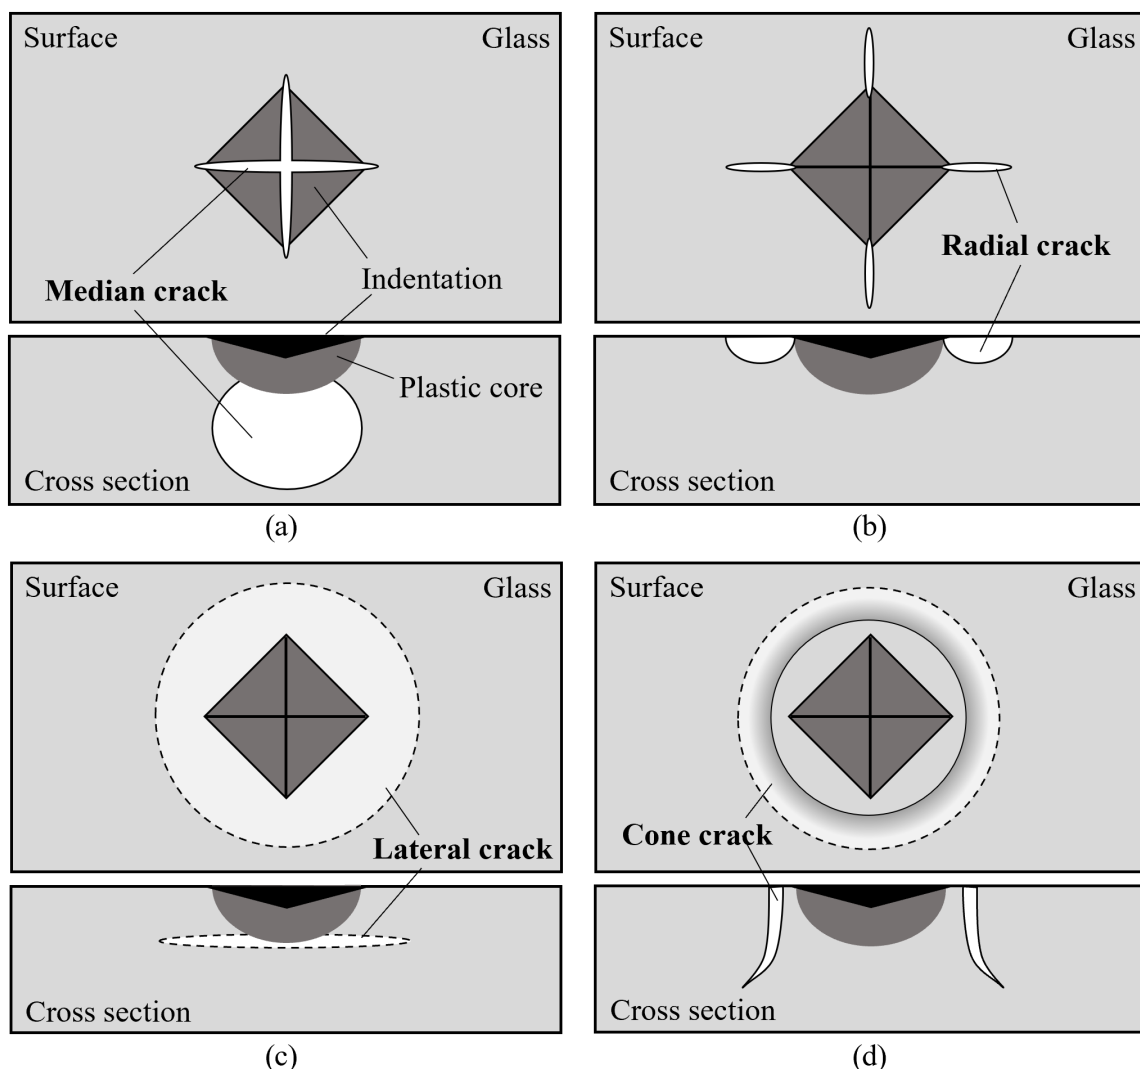 Surface Glass
Median crack
Indentation
Plastic core
Cross section
(a)
Surface Glass
Radial crack
Cross section
(b)
Surface Glass
Lateral crack
Cross section
(c)
Surface Glass
Cone crack
Cross section
(d)